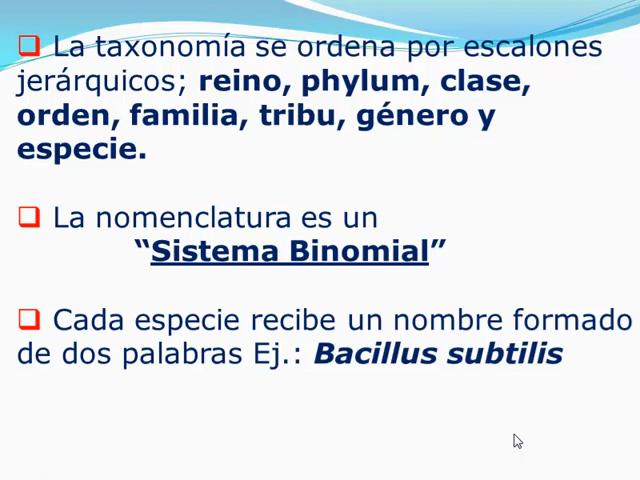 La taxonomía se ordena por escalones
jerárquicos; reino, phylum, clase,
orden, familia, tribu, género y
especie.
La nomenclatura es un
“Sistema Binomial”
Cada especie recibe un nombre formado
de dos palabras Ej.: Bacillus subtilis